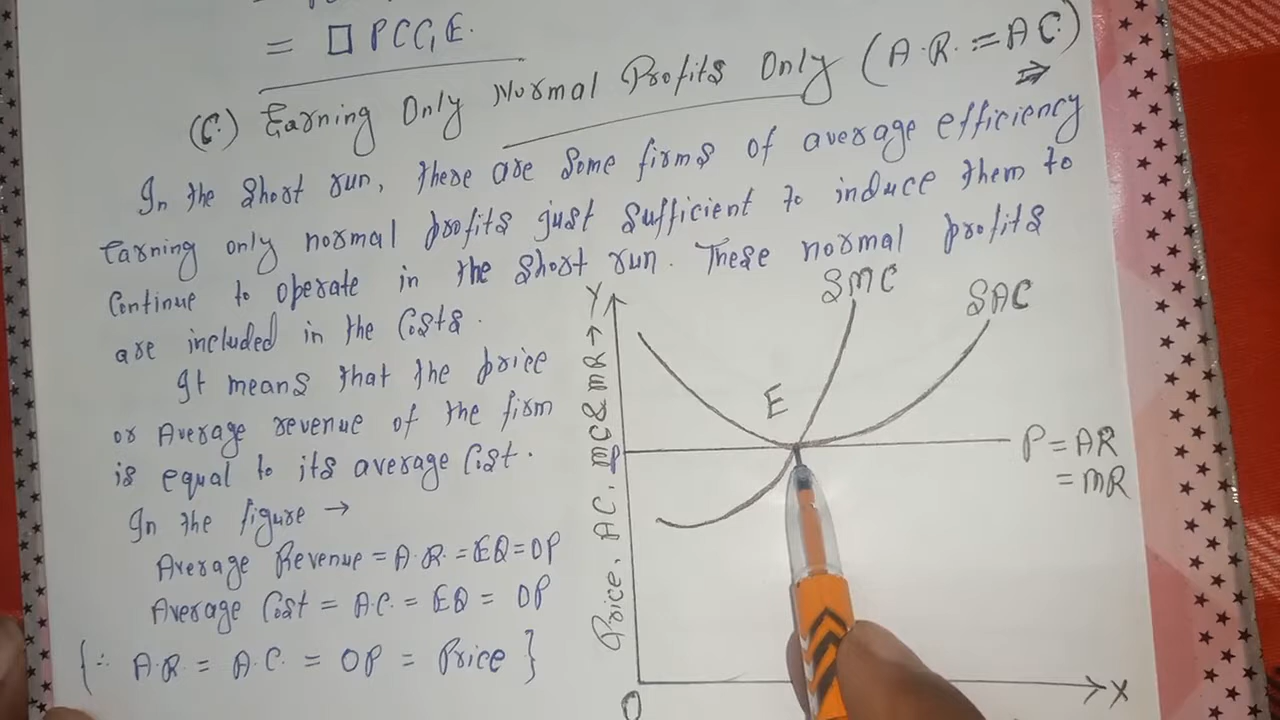 = □ PCC₁E.
(C.) Earning Only Normal Profits Only (A.R. = AC)
⇒
In the Short run, there are Some firms of average efficiency
Earning only normal profits just Sufficient to induce them to
Continue to operate in the Short run. These normal profits
are included in the Costs.
It means that the price
or Average revenue of the firm
is equal to its average Cost.
In the figure →
Average Revenue = A.R. = EQ = OP
Average Cost = A.C. = EQ = OP
{∴ A.R = A.C. = OP = Price}
Y
SMC
SAC
E
P = AR
= MR
Price, AC, MC & MR →
P
O
X